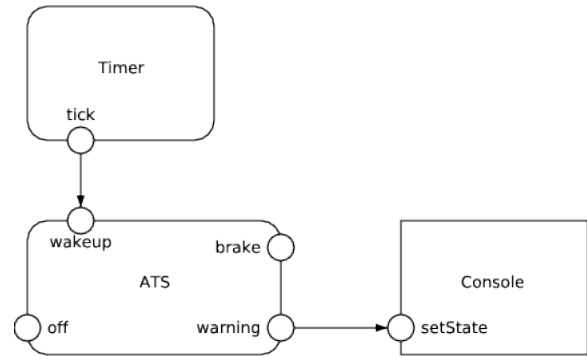 Timer
tick
wakeup
brake
ATS
Console
off
warning
setState